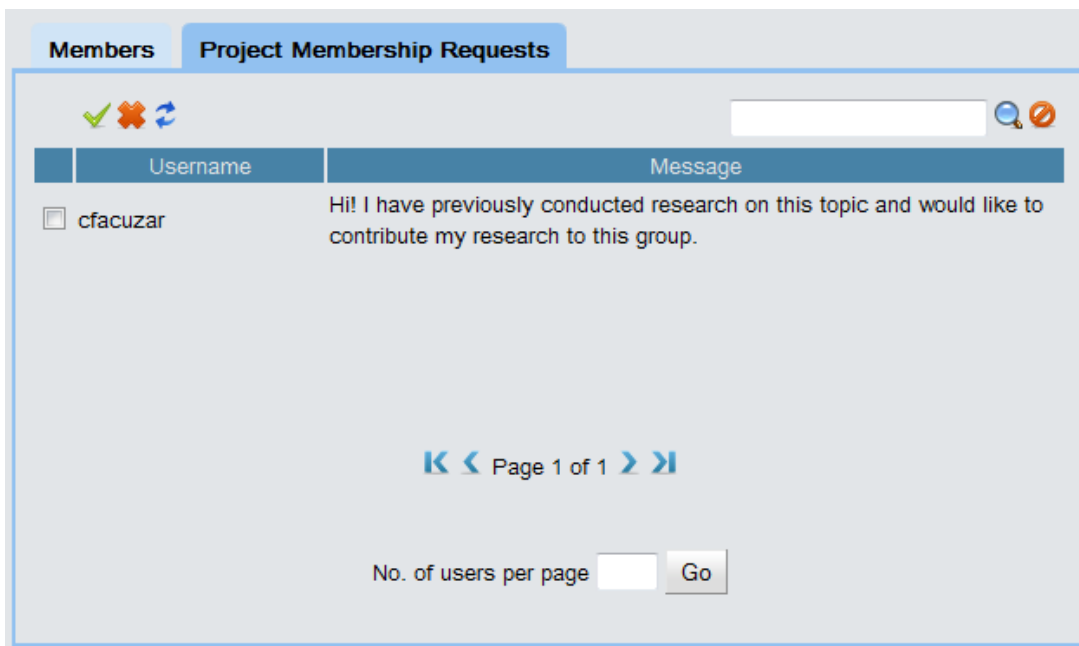 Members Project Membership Requests
Username Message
cfacuzar
Hi! I have previously conducted research on this topic and would like to
contribute my research to this group.
Page 1 of 1
No. of users per page Go